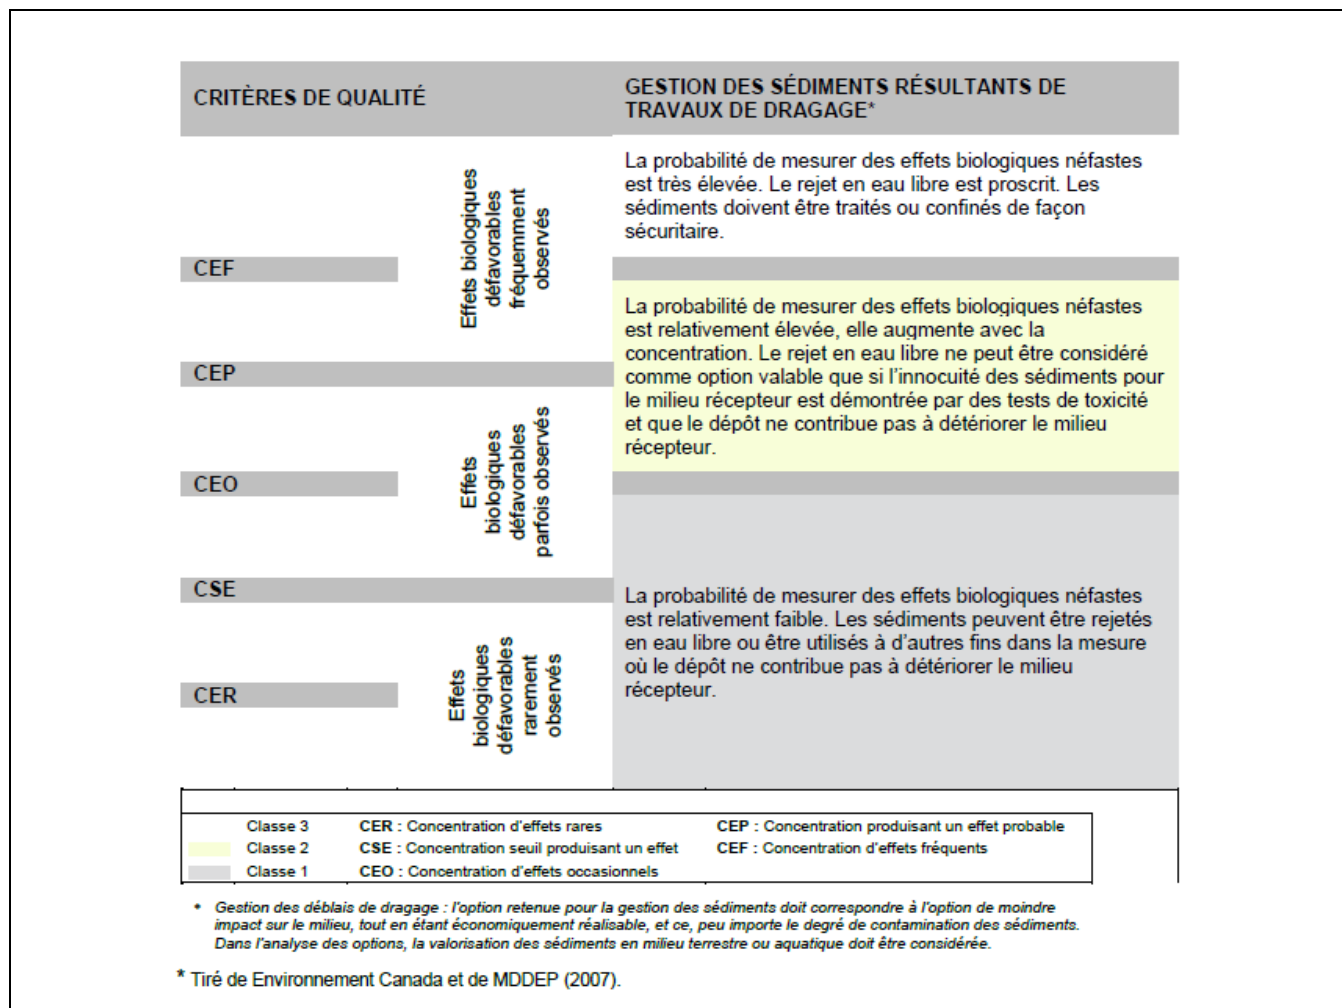 CRITÈRES DE QUALITÉ
GESTION DES SÉDIMENTS RÉSULTANTS DE
TRAVAUX DE DRAGAGE*
Effets biologiques
défavorables
fréquemment
observés
La probabilité de mesurer des effets biologiques néfastes
est très élevée. Le rejet en eau libre est proscrit. Les
sédiments doivent être traités ou confinés de façon
sécuritaire.
CEF
La probabilité de mesurer des effets biologiques néfastes
est relativement élevée, elle augmente avec la
concentration. Le rejet en eau libre ne peut être considéré
comme option valable que si l'innocuité des sédiments pour
le milieu récepteur est démontrée par des tests de toxicité
et que le dépôt ne contribue pas à détériorer le milieu
récepteur.
CEP
Effets
biologiques
défavorables
parfois observés
CEO
CSE
La probabilité de mesurer des effets biologiques néfastes
est relativement faible. Les sédiments peuvent être rejetés
en eau libre ou être utilisés à d'autres fins dans la mesure
où le dépôt ne contribue pas à détériorer le milieu
récepteur.
Effets
biologiques
défavorables
rarement
observés
CER
Classe 3 CER : Concentration d'effets rares CEP : Concentration produisant un effet probable
Classe 2 CSE : Concentration seuil produisant un effet CEF : Concentration d'effets fréquents
Classe 1 CEO : Concentration d'effets occasionnels
* Gestion des déblais de dragage : l'option retenue pour la gestion des sédiments doit correspondre à l'option de moindre
impact sur le milieu, tout en étant économiquement réalisable, et ce, peu importe le degré de contamination des sédiments.
Dans l'analyse des options, la valorisation des sédiments en milieu terrestre ou aquatique doit être considérée.
* Tiré de Environnement Canada et de MDDEP (2007).